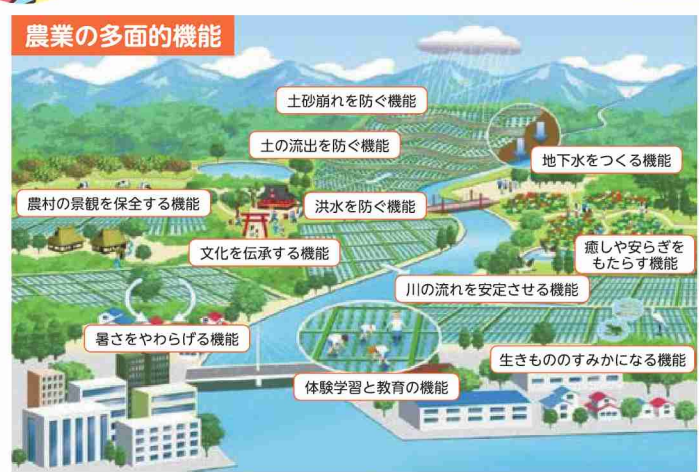 農業の多面的機能
土砂崩れを防ぐ機能
土の流出を防ぐ機能
地下水をつくる機能
農村の景観を保全する機能
洪水を防ぐ機能
文化を伝承する機能
癒しや安らぎを
もたらす機能
川の流れを安定させる機能
暑さをやわらげる機能
生きもののすみかになる機能
体験学習と教育の機能